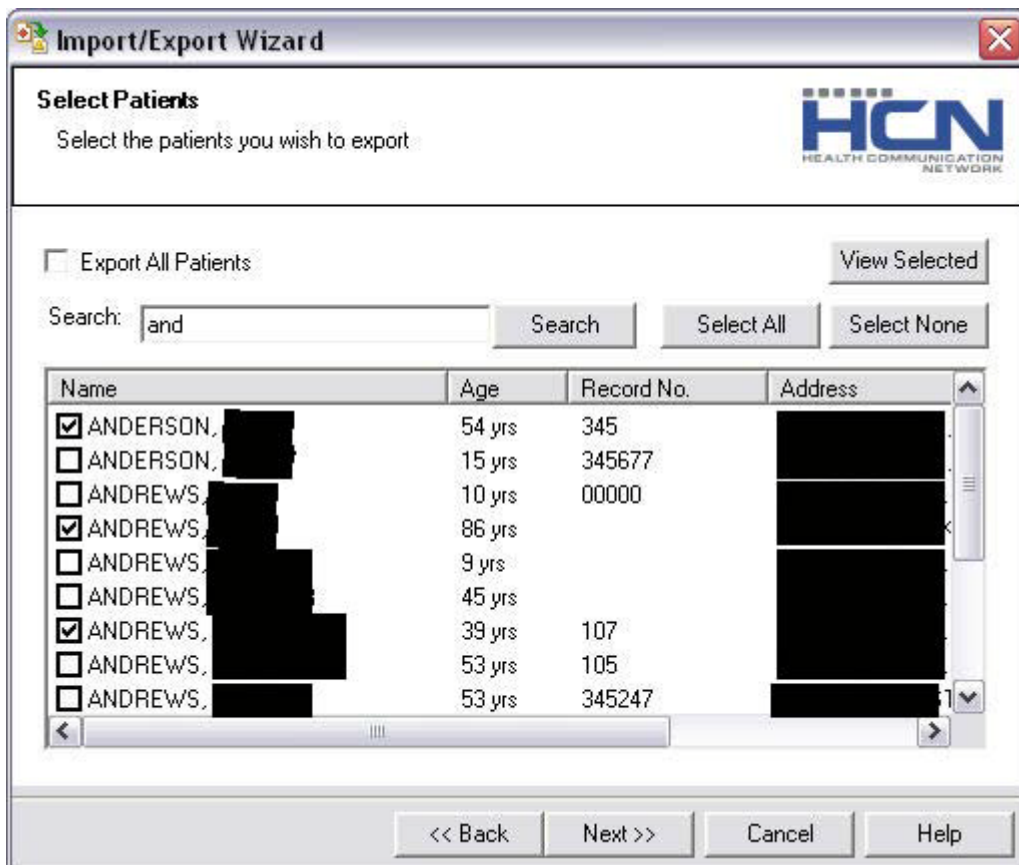 Import/Export Wizard
Select Patients
Select the patients you wish to export
HCN
HEALTH COMMUNICATION
NETWORK
Export All Patients View Selected
Search: and Search Select All Select None
Name Age Record No. Address
ANDERSON, 54 yrs 345
ANDERSON, 15 yrs 345677
ANDREWS, 10 yrs 00000
ANDREWS, 86 yrs
ANDREWS, 9 yrs
ANDREWS, 45 yrs
ANDREWS, 39 yrs 107
ANDREWS, 53 yrs 105
ANDREWS, 53 yrs 345247
<< Back Next >> Cancel Help